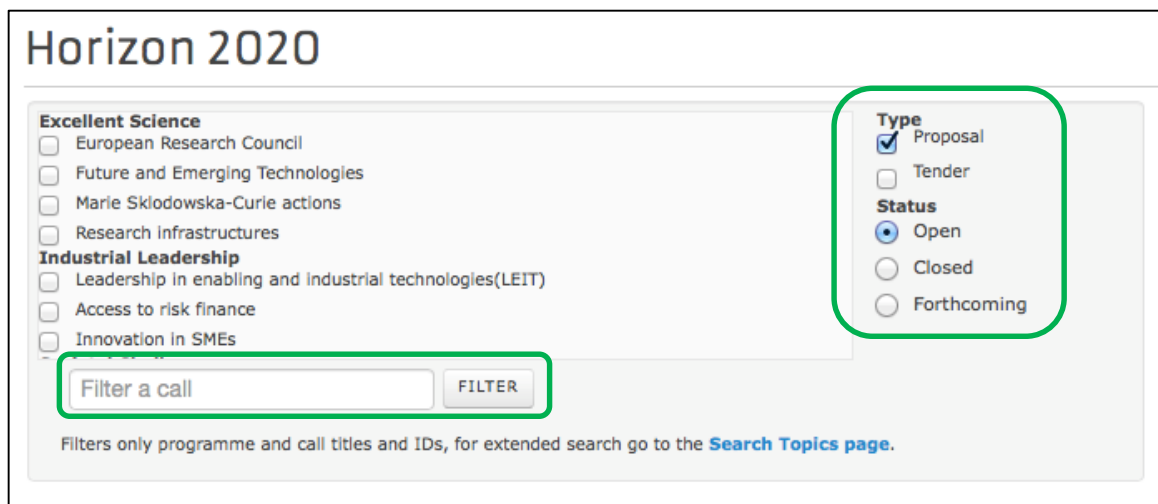 Horizon 2020
Excellent Science
European Research Council
Future and Emerging Technologies
Marie Sklodowska-Curie actions
Research infrastructures
Industrial Leadership
Leadership in enabling and industrial technologies(LEIT)
Access to risk finance
Innovation in SMEs
Type
Proposal
Tender
Status
Open
Closed
Forthcoming
Filter a call
FILTER
Filters only programme and call titles and IDs, for extended search go to the Search Topics page.